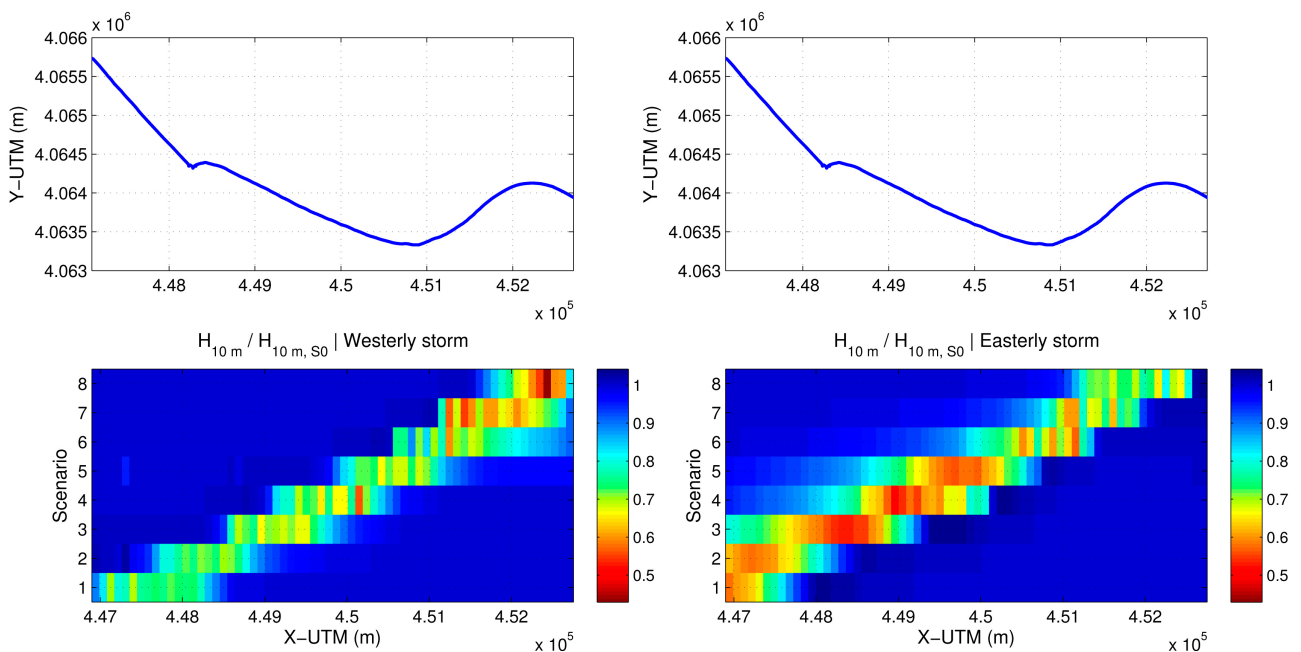 x 10^6
4.066
4.0655
4.065
4.0645
4.064
4.0635
4.063
Y−UTM (m)
4.48 4.49 4.5 4.51 4.52
x 10^5
x 10^6
4.066
4.0655
4.065
4.0645
4.064
4.0635
4.063
Y−UTM (m)
4.48 4.49 4.5 4.51 4.52
x 10^5
H_10 m / H_10 m, S0 | Westerly storm
8
7
6
5
4
3
2
1
Scenario
4.47 4.48 4.49 4.5 4.51 4.52
X−UTM (m)
x 10^5
1
0.9
0.8
0.7
0.6
0.5
H_10 m / H_10 m, S0 | Easterly storm
8
7
6
5
4
3
2
1
Scenario
4.47 4.48 4.49 4.5 4.51 4.52
X−UTM (m)
x 10^5
1
0.9
0.8
0.7
0.6
0.5